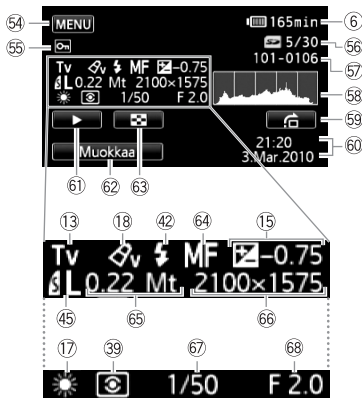 54 MENU 165min 6
55 5/30 56
101-0106 57
Tv v MF -0.75
L 0.22 Mt 2100×1575
1/50 F 2.0
58
59
21:20
3.Mar.2010 60
Muokkaa
61 62 63
13 18 42 64 15
Tv v MF -0.75
L 0.22 Mt 2100×1575
45 65 66
17 39 67 68
1/50 F 2.0